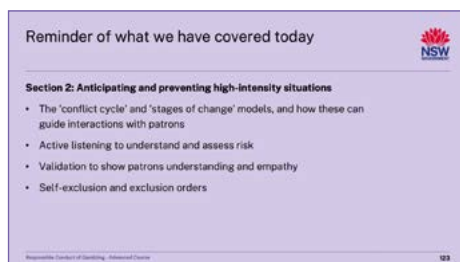 Reminder of what we have covered today
NSW
GOVERNMENT
Section 2: Anticipating and preventing high-intensity situations
• The 'conflict cycle' and 'stages of change' models, and how these can
guide interactions with patrons
• Active listening to understand and assess risk
• Validation to show patrons understanding and empathy
• Self-exclusion and exclusion orders
Responsible Conduct of Gambling - Advanced Course
123